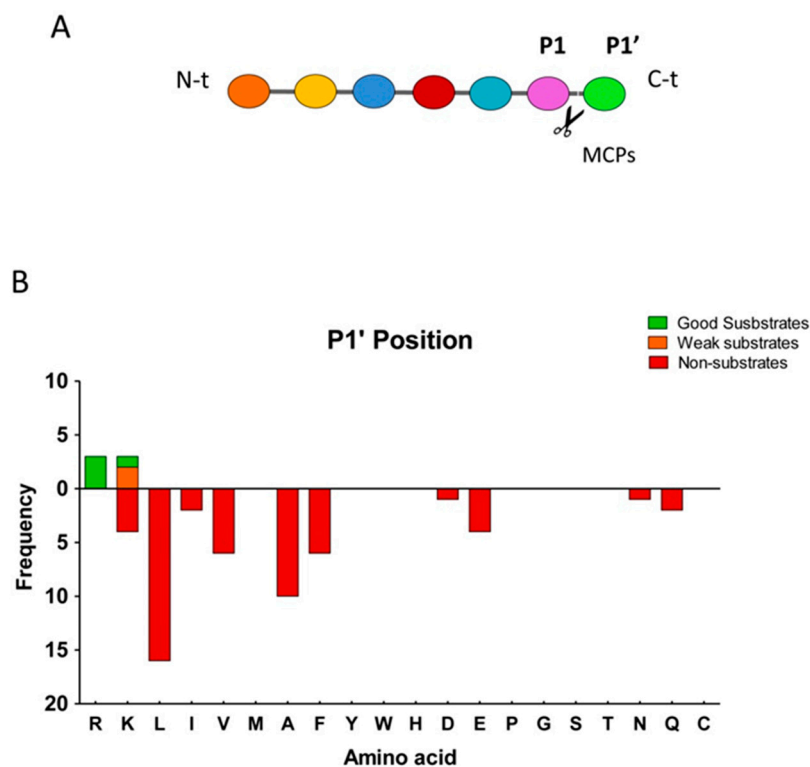 A
P1 P1’
N-t C-t
MCPs
B
P1' Position
Good Susbstrates
Weak substrates
Non-substrates
10
5
0
5
10
15
20
Frequency
R K L I V M A F Y W H D E P G S T N Q C
Amino acid